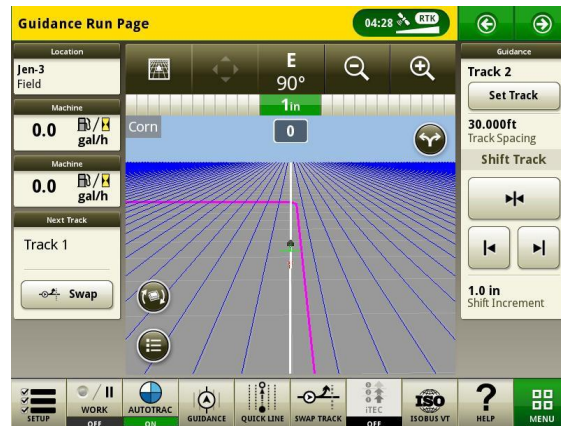 Guidance Run Page
04:28
RTK
Location
Jen-3
Field
Machine
0.0
gal/h
Machine
0.0
gal/h
Next Track
Track 1
Swap
E
90°
1in
Corn
0
Guidance
Track 2
Set Track
30.000ft
Track Spacing
Shift Track
1.0 in
Shift Increment
SETUP
WORK
OFF
AUTOTRAC
ON
GUIDANCE
QUICK LINE
SWAP TRACK
iTEC
OFF
ISO
ISOBUS VT
?
HELP
MENU